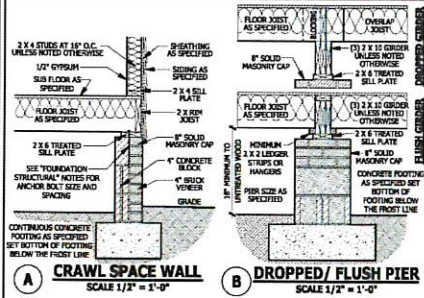 2 X 4 STUDS AT 16" O.C.
UNLESS NOTED OTHERWISE
1/2" GYPSUM
SUB FLOOR AS
SPECIFIED
FLOOR JOIST
AS SPECIFIED
2 X 6 TREATED
SILL PLATE
SEE "FOUNDATION
STRUCTURAL" NOTES FOR
ANCHOR BOLT SIZE AND
SPACING
CONTINUOUS CONCRETE
FOOTING AS SPECIFIED
SET BOTTOM OF FOOTING
BELOW THE FROST LINE
SHEATHING
AS SPECIFIED
SIDING AS
SPECIFIED
2 X 4 SILL
PLATE
2 X RIM
JOIST
8" SOLID
MASONRY CAP
4" CONCRETE
BLOCK
4" BRICK
VENEER
GRADE
A
CRAWL SPACE WALL
SCALE 1/2" = 1'-0"
FLOOR JOIST
AS SPECIFIED
BLOCKING
OVERLAP
JOIST
8" SOLID
MASONRY CAP
(3) 2 X 10 GIRDER
UNLESS NOTED
OTHERWISE
2 X 6 TREATED
SILL PLATE
DROPPED GIRDER
FLOOR JOIST
AS SPECIFIED
(3) 2 X 10 GIRDER
UNLESS NOTED
OTHERWISE
2 X 6 TREATED
SILL PLATE
MINIMUM
2 X 2 LEDGER
STRIPS OR
HANGERS
8" SOLID
MASONRY CAP
PIER SIZE AS
SPECIFIED
CONCRETE FOOTING
AS SPECIFIED SET
BOTTOM OF
FOOTING BELOW
THE FROST LINE
18" MINIMUM TO
UNTREATED WOOD
FLUSH GIRDER
B
DROPPED/ FLUSH PIER
SCALE 1/2" = 1'-0"